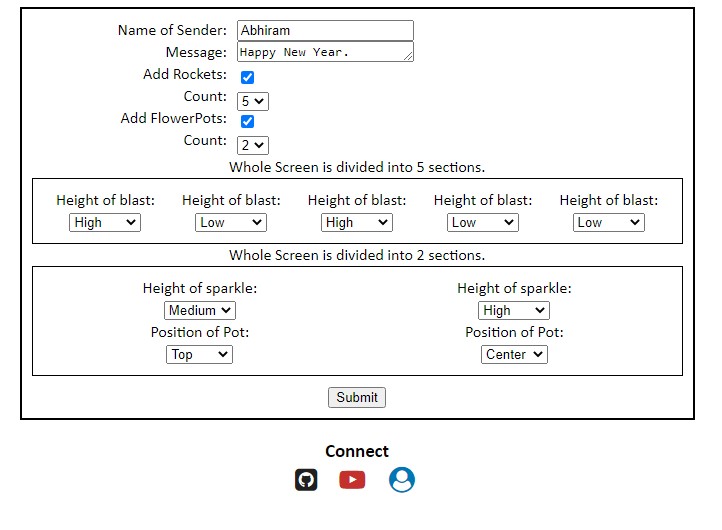 Name of Sender: Abhiram
Message: Happy New Year.
Add Rockets:
Count: 5
Add FlowerPots:
Count: 2
Whole Screen is divided into 5 sections.
Height of blast: Height of blast: Height of blast: Height of blast: Height of blast:
High Low High Low Low
Whole Screen is divided into 2 sections.
Height of sparkle: Height of sparkle:
Medium High
Position of Pot: Position of Pot:
Top Center
Submit
Connect